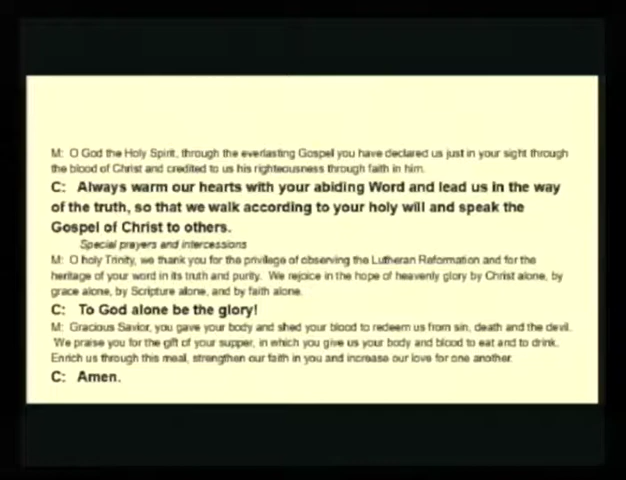 M: O God the Holy Spirit, through the everlasting Gospel you have declared us just in your sight through
the blood of Christ and credited to us his righteousness through faith in him.
C: Always warm our hearts with your abiding Word and lead us in the way
of the truth, so that we walk according to your holy will and speak the
Gospel of Christ to others.
Special prayers and intercessions
M: O holy Trinity, we thank you for the privilege of observing the Lutheran Reformation and for the
heritage of your word in its truth and purity. We rejoice in the hope of heavenly glory by Christ alone, by
grace alone, by Scripture alone, and by faith alone.
C: To God alone be the glory!
M: Gracious Savior, you gave your body and shed your blood to redeem us from sin, death and the devil.
We praise you for the gift of your supper, in which you give us your body and blood to eat and to drink.
Enrich us through this meal, strengthen our faith in you and increase our love for one another.
C: Amen.